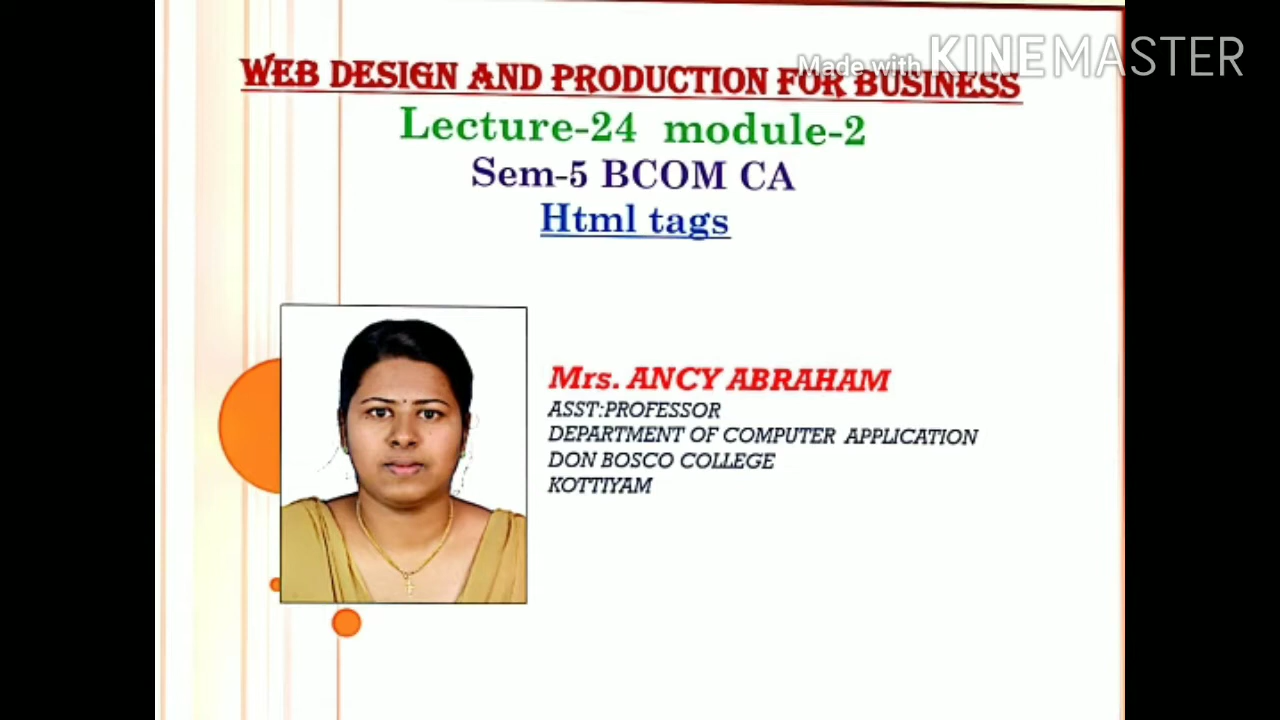 Made with KINEMASTER
WEB DESIGN AND PRODUCTION FOR BUSINESS
Lecture-24 module-2
Sem-5 BCOM CA
Html tags
Mrs. ANCY ABRAHAM
ASST:PROFESSOR
DEPARTMENT OF COMPUTER APPLICATION
DON BOSCO COLLEGE
KOTTIYAM